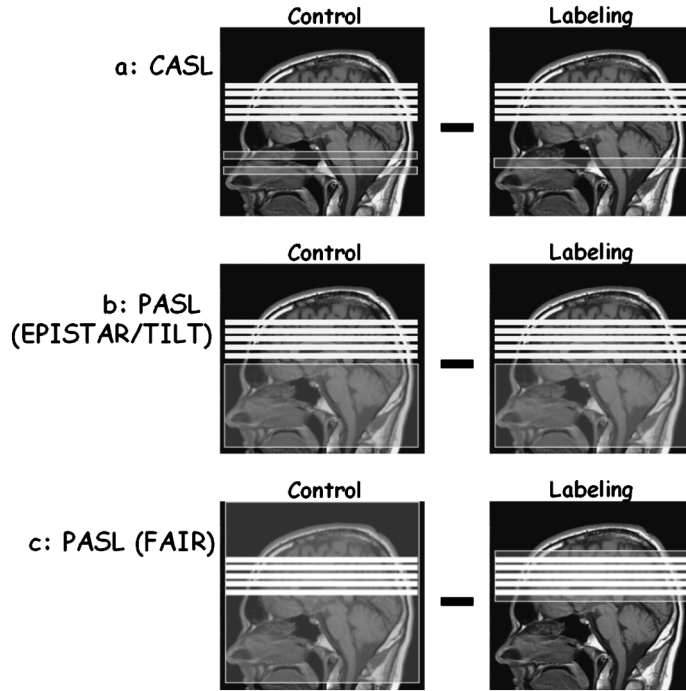 Control Labeling
a: CASL
Control Labeling
b: PASL
(EPISTAR/TILT)
Control Labeling
c: PASL (FAIR)